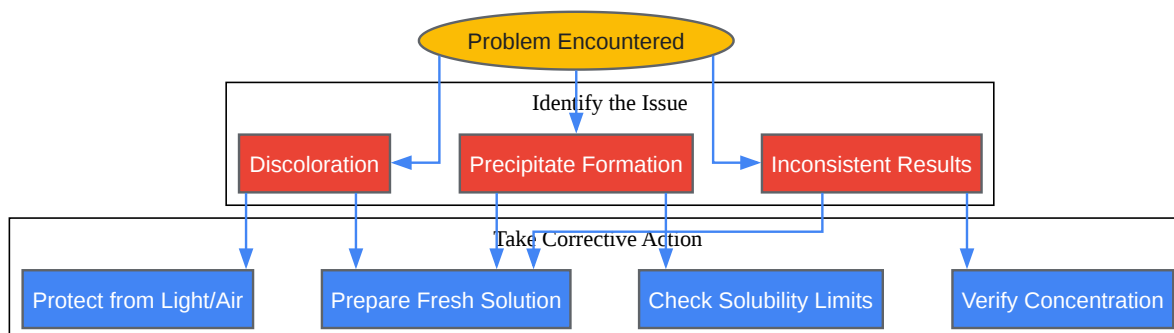 Problem Encountered
Identify the Issue
Discoloration
Precipitate Formation
Inconsistent Results
Take Corrective Action
Protect from Light/Air
Prepare Fresh Solution
Check Solubility Limits
Verify Concentration